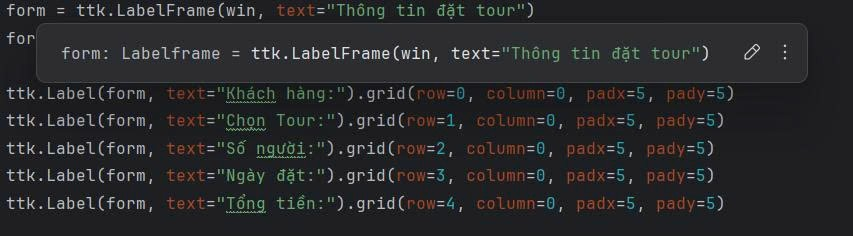 form = ttk.LabelFrame(win, text="Thông tin đặt tour")
for
form: Labelframe = ttk.LabelFrame(win, text="Thông tin đặt tour")
ttk.Label(form, text="Khách hàng:").grid(row=0, column=0, padx=5, pady=5)
ttk.Label(form, text="Chọn Tour:").grid(row=1, column=0, padx=5, pady=5)
ttk.Label(form, text="Số người:").grid(row=2, column=0, padx=5, pady=5)
ttk.Label(form, text="Ngày đặt:").grid(row=3, column=0, padx=5, pady=5)
ttk.Label(form, text="Tổng tiền:").grid(row=4, column=0, padx=5, pady=5)